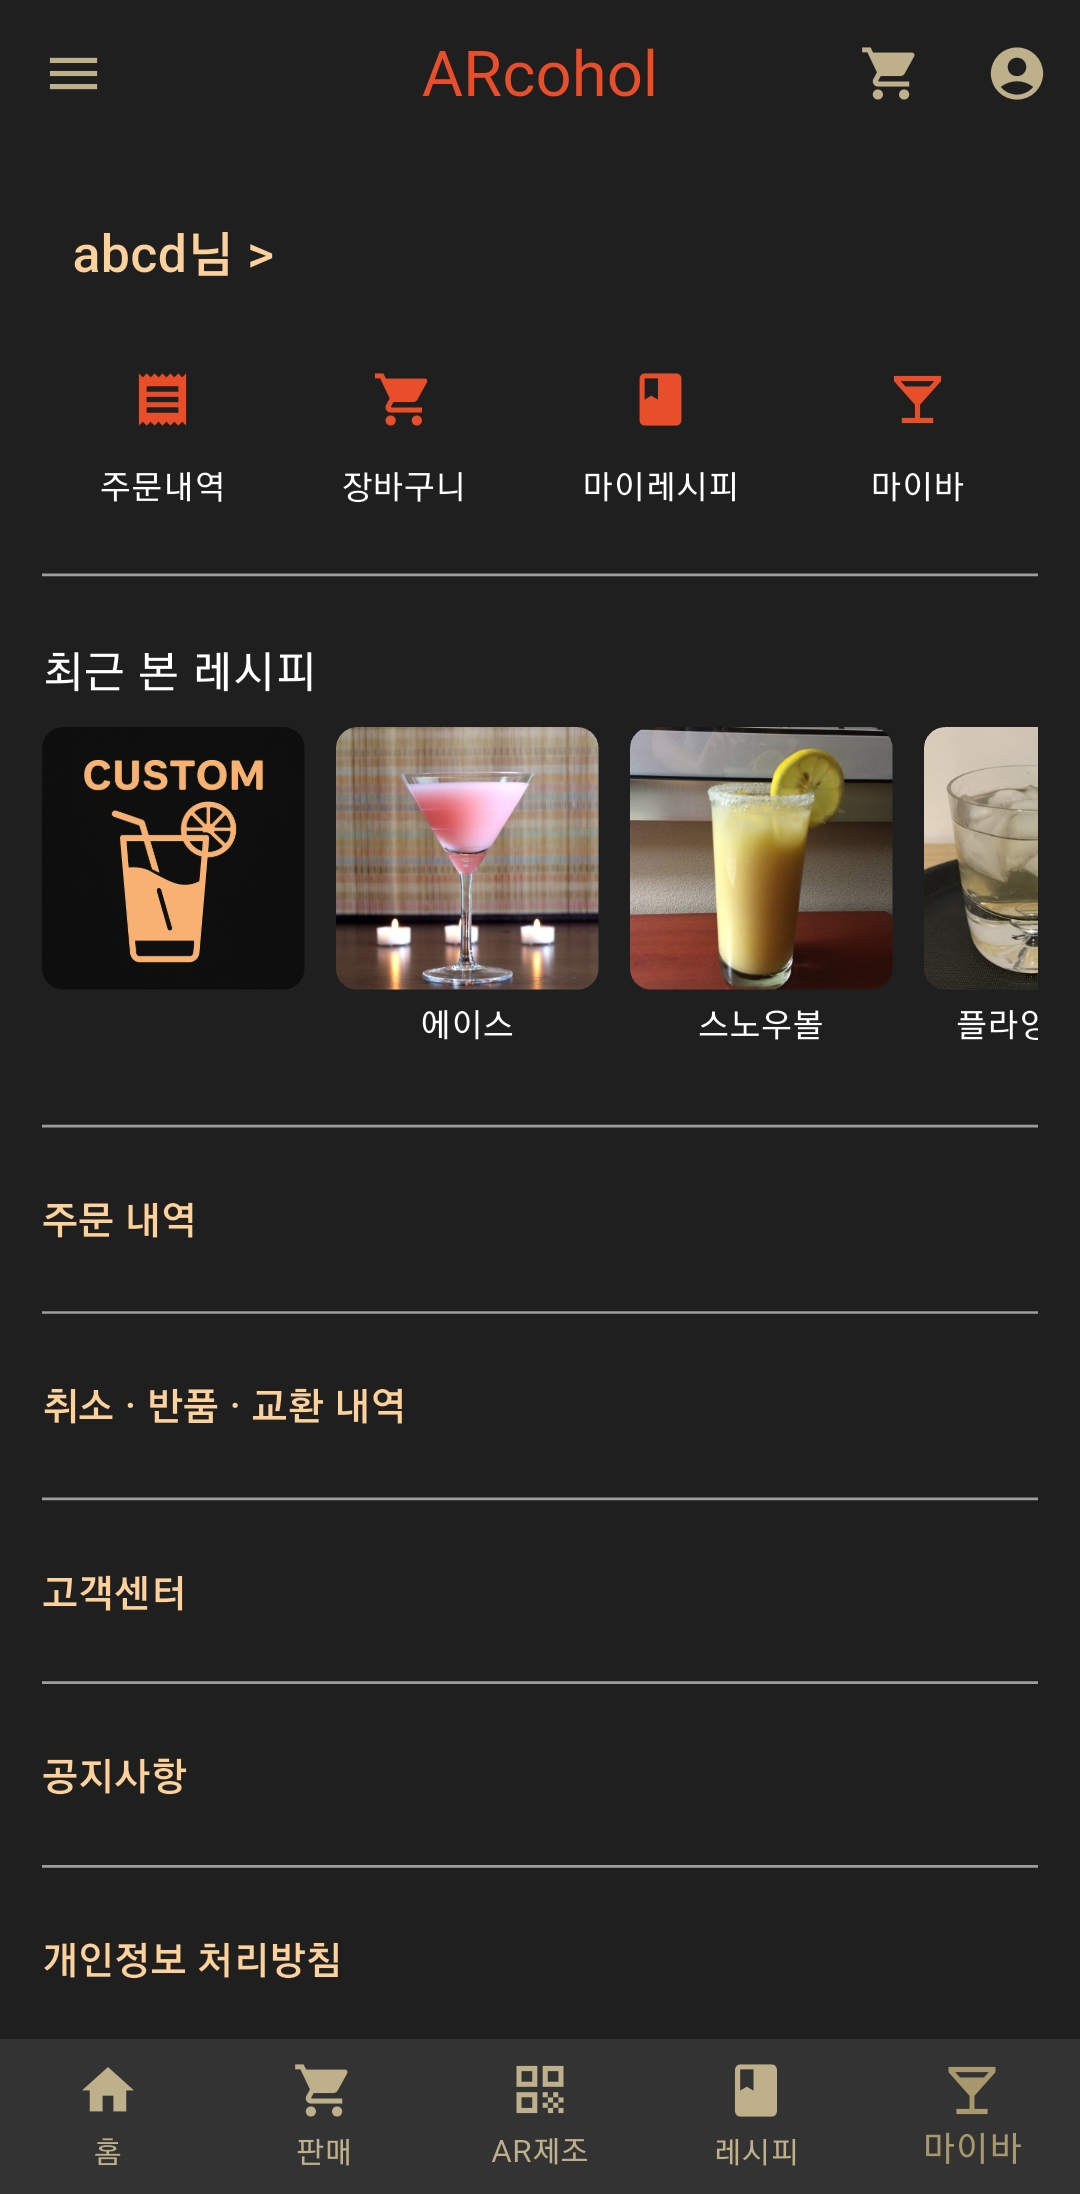 ARcohol
abcd님 >
주문내역 장바구니 마이레시피 마이바
최근 본 레시피
CUSTOM
에이스 스노우볼 플라잉
주문 내역
취소 · 반품 · 교환 내역
고객센터
공지사항
개인정보 처리방침
홈 판매 AR제조 레시피 마이바